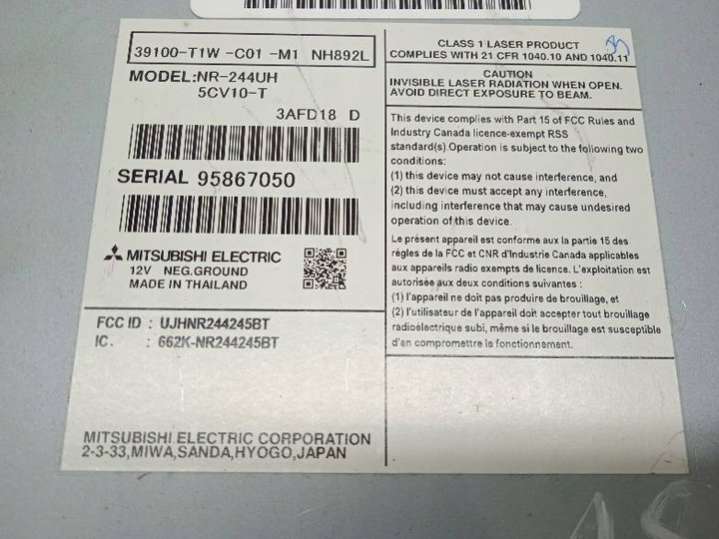 39100-T1W -C01 -M1 NH892L
MODEL:NR-244UH
5CV10-T
3AFD18 D
SERIAL 95867050
MITSUBISHI ELECTRIC
12V NEG.GROUND
MADE IN THAILAND
FCC ID : UJHNR244245BT
IC. : 662K-NR244245BT
MITSUBISHI ELECTRIC CORPORATION
2-3-33,MIWA,SANDA,HYOGO,JAPAN
CLASS 1 LASER PRODUCT
COMPLIES WITH 21 CFR 1040.10 AND 1040.11
CAUTION
INVISIBLE LASER RADIATION WHEN OPEN.
AVOID DIRECT EXPOSURE TO BEAM.
This device complies with Part 15 of FCC Rules and
Industry Canada licence-exempt RSS
standard(s).Operation is subject to the following two
conditions:
(1) this device may not cause interference, and
(2) this device must accept any interference,
including interference that may cause undesired
operation of this device.
Le présent appareil est conforme aux la partie 15 des
règles de la FCC et CNR d'Industrie Canada applicables
aux appareils radio exempts de licence. L'exploitation est
autorisée aux deux conditions suivantes :
(1) l'appareil ne doit pas produire de brouillage, et
(2) l'utilisateur de l'appareil doit accepter tout brouillage
radioélectrique subi, même si le brouillage est susceptible
d'en compromettre le fonctionnement.